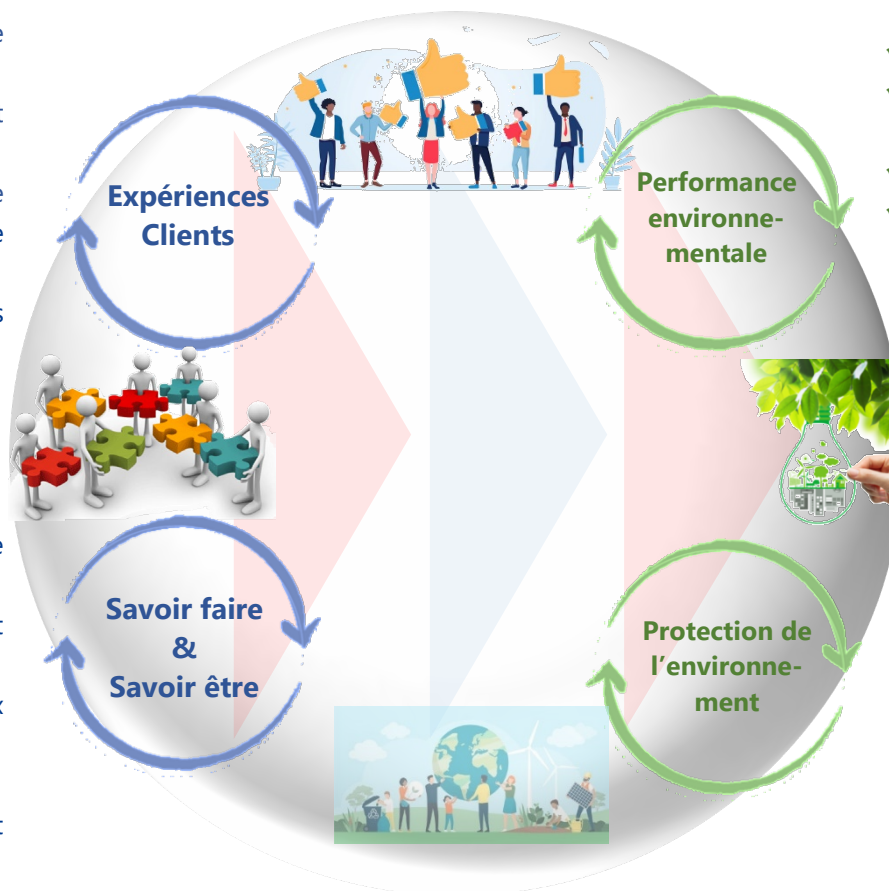 Expériences
Clients
Performance
environne-
mentale
Savoir faire
&
Savoir être
Protection de
l'environne-
ment